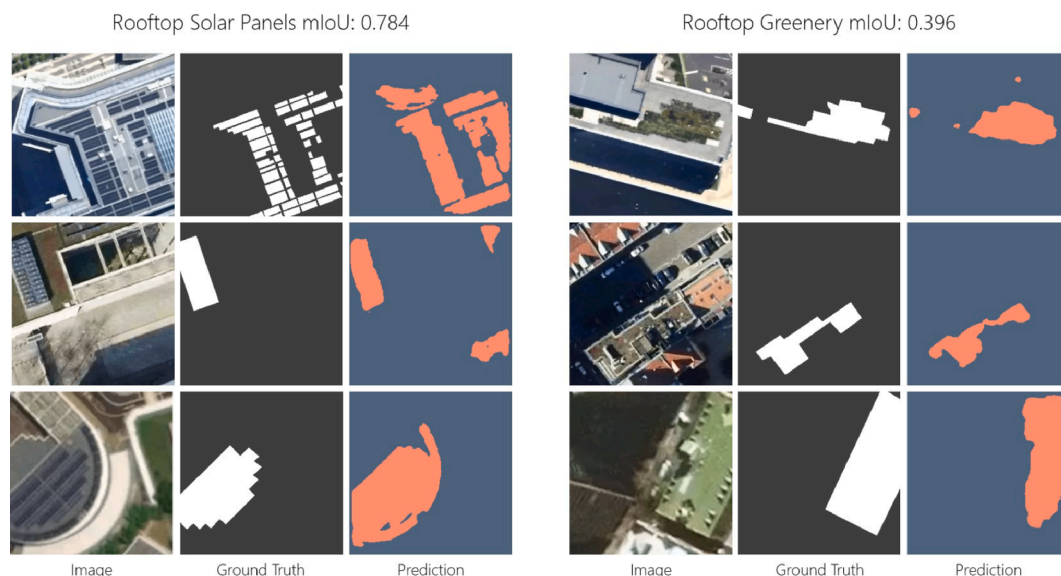 Rooftop Solar Panels mIoU: 0.784
Rooftop Greenery mIoU: 0.396
Image Ground Truth Prediction
Image Ground Truth Prediction